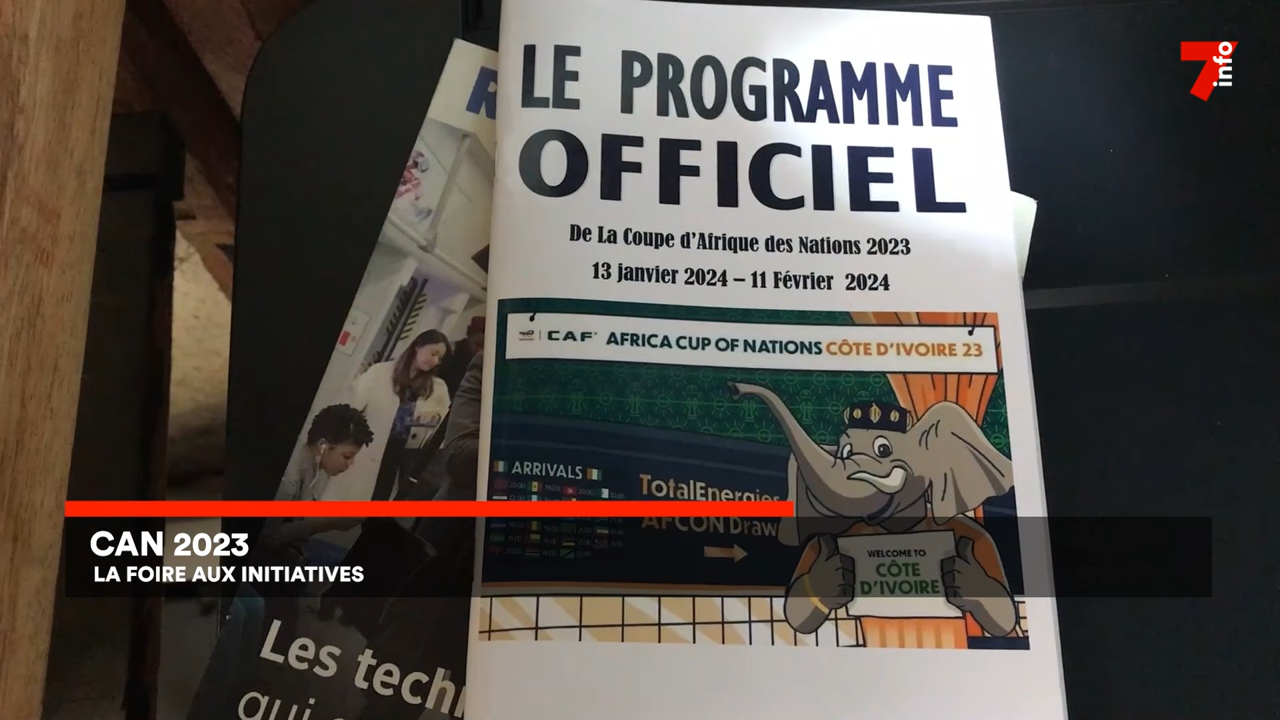 7
info
LE PROGRAMME
OFFICIEL
De La Coupe d'Afrique des Nations 2023
13 janvier 2024 – 11 Février 2024
CAF AFRICA CUP OF NATIONS CÔTE D'IVOIRE 23
ARRIVALS
TotalEnergies
AFCON Draw
WELCOME TO
CÔTE
D'IVOIRE
CAN 2023
LA FOIRE AUX INITIATIVES
Les tech
qui